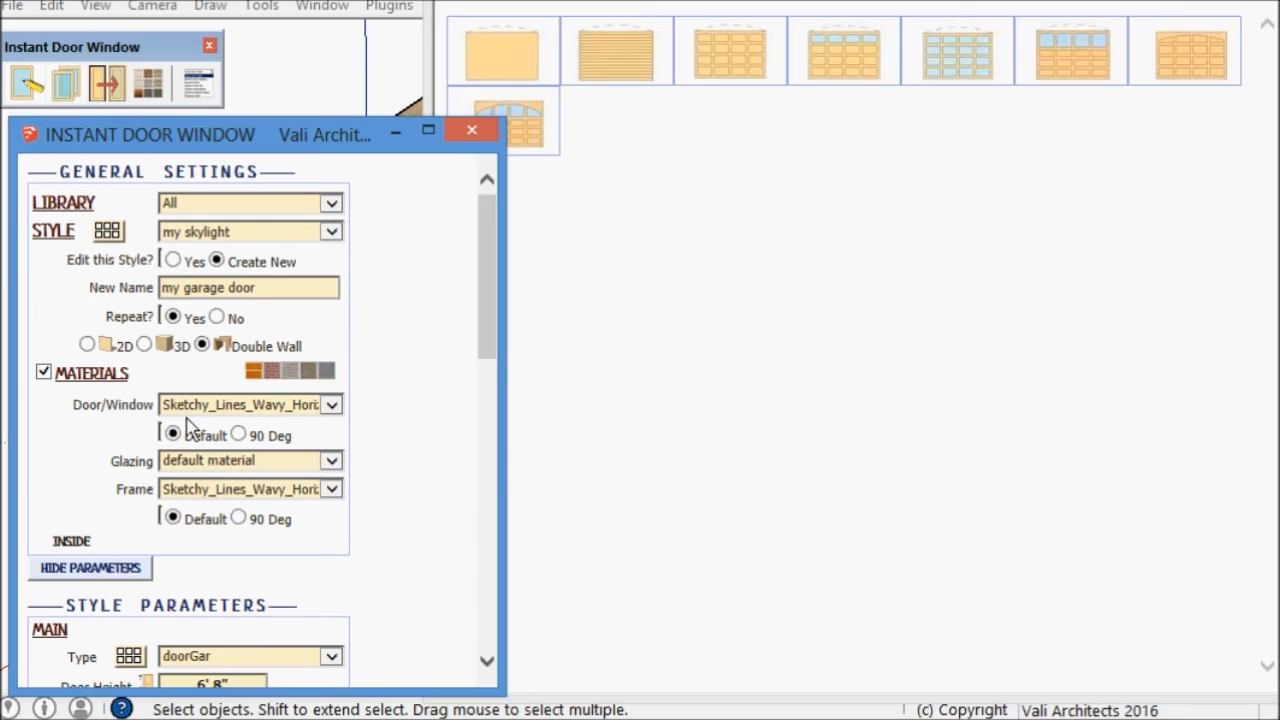 File Edit View Camera Draw Tools Window Plugins
Instant Door Window
INSTANT DOOR WINDOW Vali Archit...
GENERAL SETTINGS
LIBRARY All
STYLE my skylight
Edit this Style? Yes Create New
New Name my garage door
Repeat? Yes No
2D 3D Double Wall
MATERIALS
Door/Window Sketchy_Lines_Wavy_Hori
Default 90 Deg
Glazing default material
Frame Sketchy_Lines_Wavy_Hori
Default 90 Deg
INSIDE
HIDE PARAMETERS
STYLE PARAMETERS
MAIN
Type doorGar
Door Height 6' 8"
Select objects. Shift to extend select. Drag mouse to select multiple. (c) Copyright Vali Architects 2016